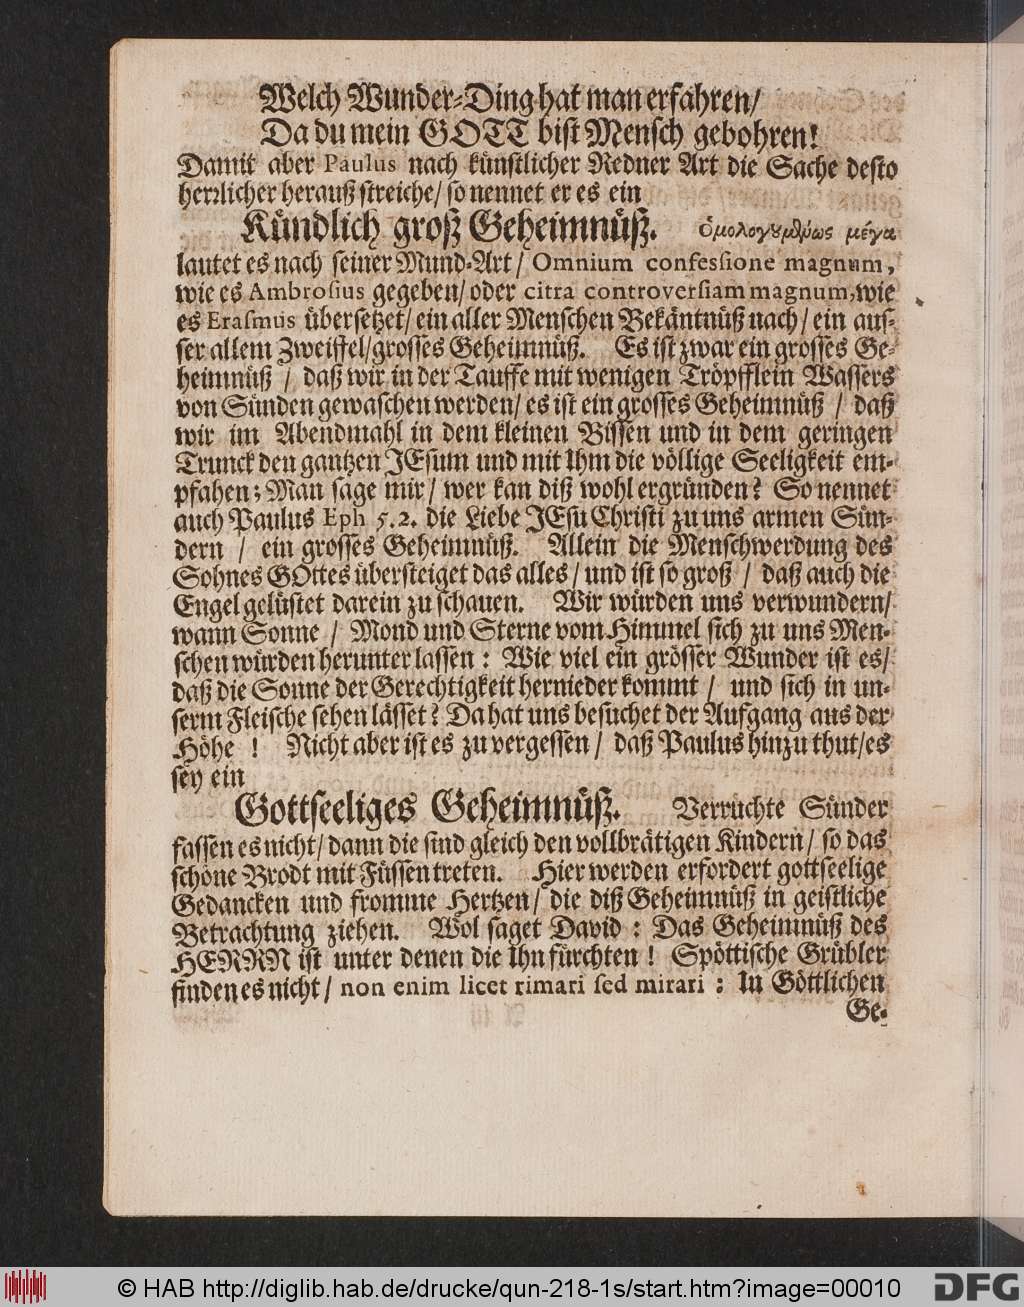 Welch Wunder-Ding hat man erfahren/
Da du mein GOTT bist Mensch gebohren!
Damit aber Paulus nach künstlicher Redner Art die Sache desto
herrlicher herauß streiche/ so nennet er es ein
Kündlich groß Geheimnüß. ὁμολογουμένως μέγα
lautet es nach seiner Mund-Art/ Omnium confessione magnum,
wie es Ambrosius gegeben/ oder citra controversiam magnum, wie
es Erasmus übersetzet/ ein aller Menschen Bekäntnüß nach/ ein aus-
ser allem Zweiffel/ grosses Geheimnüß. Es ist zwar ein grosses Ge-
heimnüß / daß wir in der Tauffe mit wenigen Tröpfflein Wassers
von Sünden gewaschen werden/ es ist ein grosses Geheimnüß / daß
wir im Abendmahl in dem kleinen Bissen und in dem geringen
Trunck den gantzen JEsum und mit Ihm die völlige Seeligkeit em-
pfahen; Man sage mir/ wer kan diß wohl ergründen? So nennet
auch Paulus Eph 5.2. die Liebe JEsu Christi zu uns armen Sün-
dern / ein grosses Geheimnüß. Allein die Menschwerdung des
Sohnes GOttes übersteiget das alles/ und ist so groß / daß auch die
Engel gelüstet darein zu schauen. Wir würden uns verwundern/
wann Sonne / Mond und Sterne vom Himmel sich zu uns Men-
schen würden herunter lassen: Wie viel ein grösser Wunder ist es/
daß die Sonne der Gerechtigkeit hernieder kommt / und sich in un-
serm Fleische sehen lässet? Da hat uns besuchet der Aufgang aus der
Höhe ! Nicht aber ist es zu vergessen/ daß Paulus hinzu thut/ es
sey ein
Gottseeliges Geheimnüß. Verruchte Sünder
fassen es nicht/ dann die sind gleich den vollbrätigen Kindern/ so das
schöne Brodt mit Füssen treten. Hier werden erfordert gottseelige
Gedancken und fromme Hertzen/ die diß Geheimnüß in geistliche
Betrachtung ziehen. Wol saget David : Das Geheimnüß des
HERRN ist unter denen die Ihn fürchten ! Spöttische Grübler
finden es nicht/ non enim licet rimari sed mirari : In Göttlichen
Ge-
© HAB http://diglib.hab.de/drucke/qun-218-1s/start.htm?image=00010
DFG